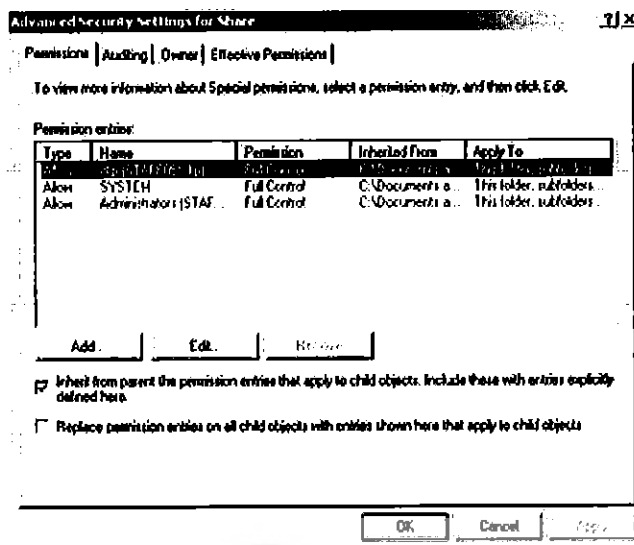 Advanced Security Settings for Share ? X
Permissions Auditing Owner Effective Permissions
To view more information about Special permissions, select a permission entry, and then click Edit.
Permission entries:
Type Name Permission Inherited From Apply To
Allow SYSTEM Full Control C:\Documents a... This folder, subfolders...
Allow Administrators (STAF... Full Control C:\Documents a... This folder, subfolders...
Add... Edit... Remove
Inherit from parent the permission entries that apply to child objects. Include these with entries explicitly
defined here.
Replace permission entries on all child objects with entries shown here that apply to child objects
OK Cancel Apply